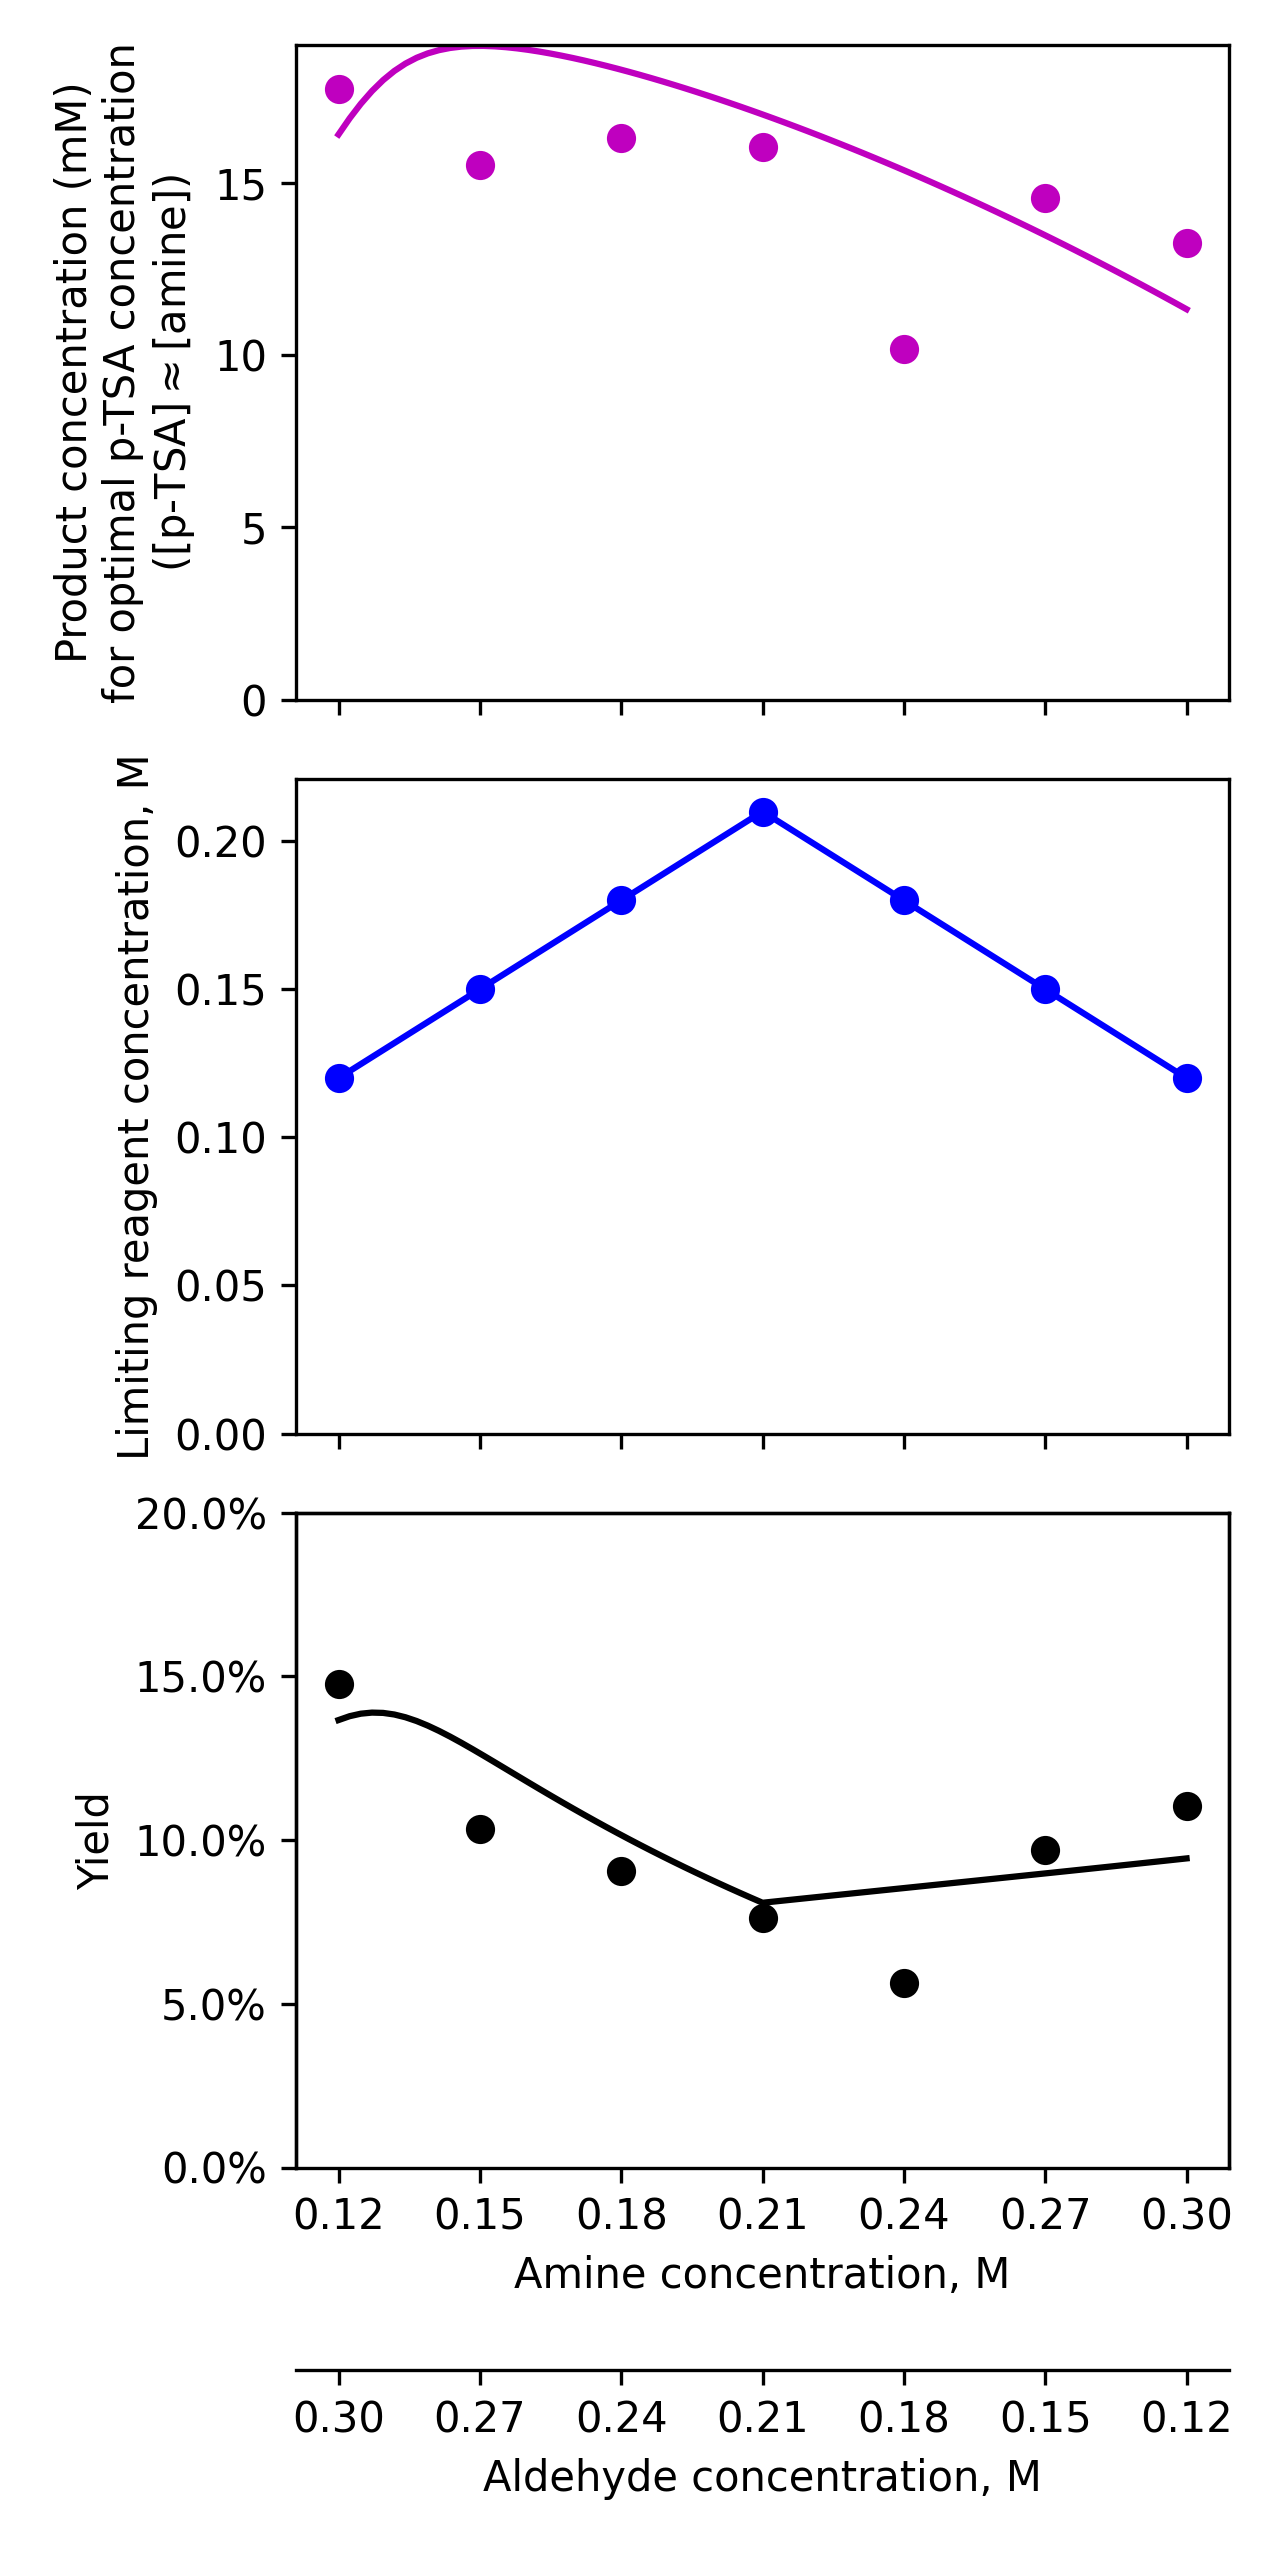 Product concentration (mM)
for optimal p-TSA concentration
([p-TSA] ≈ [amine])
15
10
5
0
Limiting reagent concentration, M
0.20
0.15
0.10
0.05
0.00
Yield
20.0%
15.0%
10.0%
5.0%
0.0%
0.12 0.15 0.18 0.21 0.24 0.27 0.30
Amine concentration, M
0.30 0.27 0.24 0.21 0.18 0.15 0.12
Aldehyde concentration, M